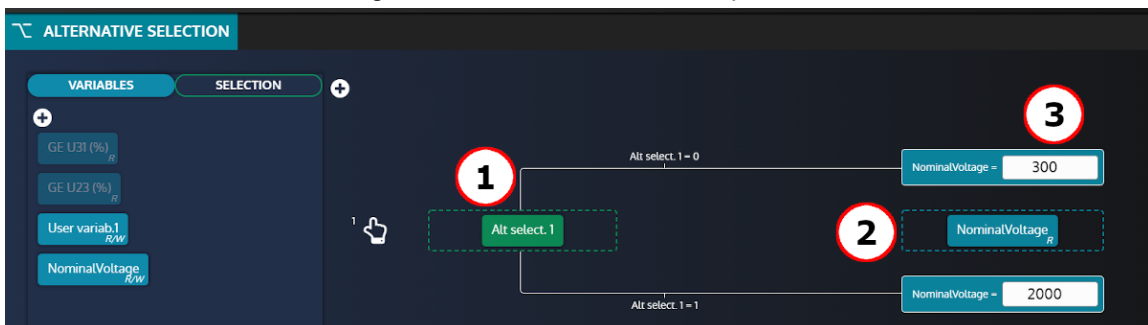 ALTERNATIVE SELECTION
VARIABLES
SELECTION
3
GE U31 (%)
R
Alt select. 1 = 0
NominalVoltage =
300
1
GE U23 (%)
R
User variab.1
R/W
1
Alt select. 1
2
NominalVoltage
R
NominalVoltage
R/W
NominalVoltage =
2000
Alt select. 1 = 1